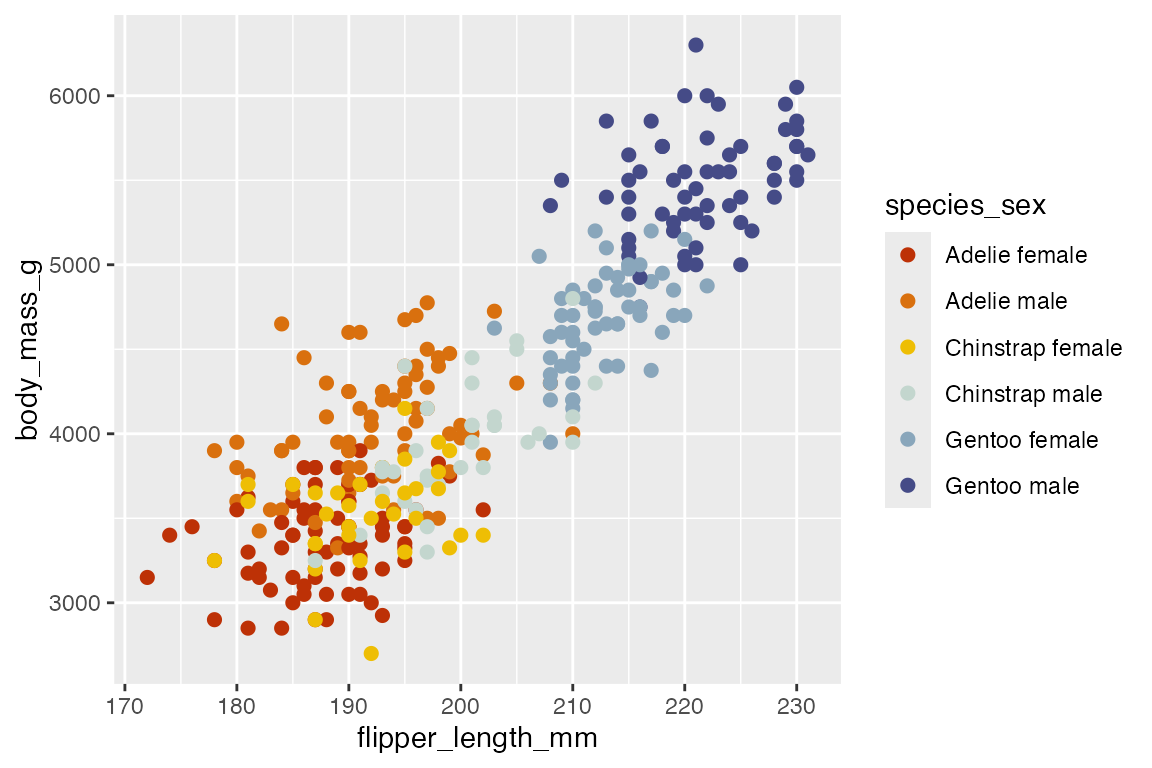 6000
5000
4000
3000
body_mass_g
170 180 190 200 210 220 230
flipper_length_mm
species_sex
Adelie female
Adelie male
Chinstrap female
Chinstrap male
Gentoo female
Gentoo male